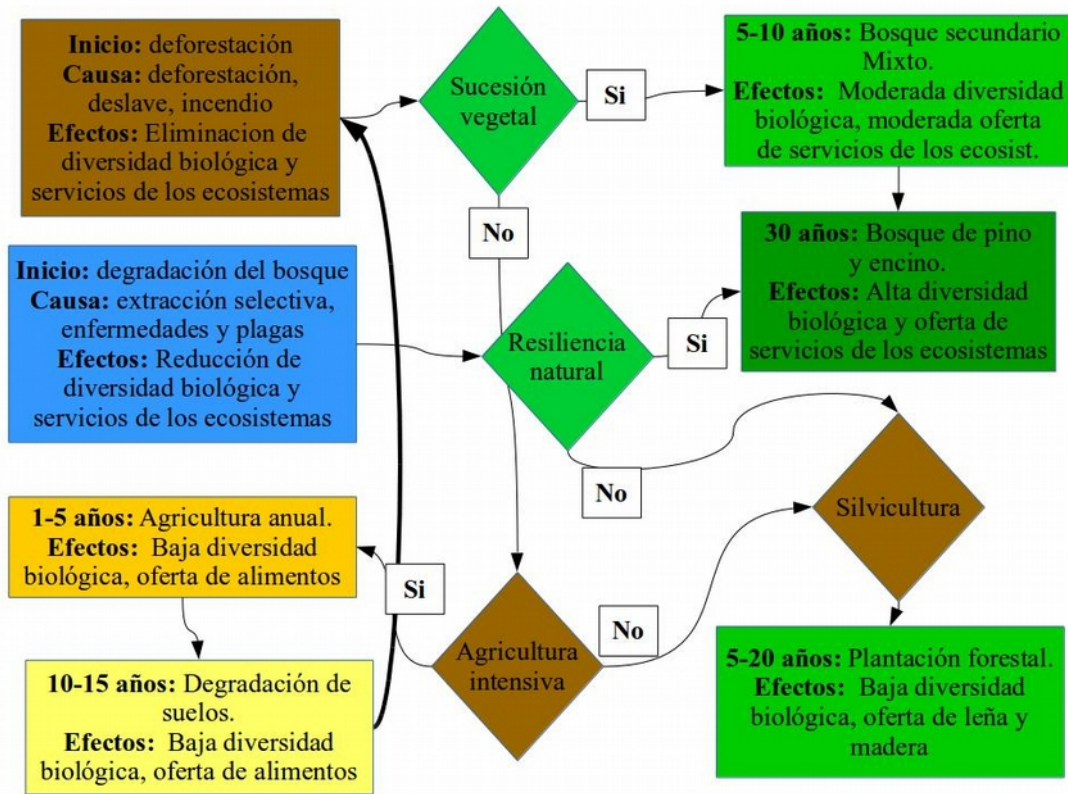 Inicio: deforestación
Causa: deforestación,
deslave, incendio
Efectos: Eliminacion de
diversidad biológica y
servicios de los ecosistemas
Sucesión
vegetal
Si
5-10 años: Bosque secundario
Mixto.
Efectos: Moderada diversidad
biológica, moderada oferta
de servicios de los ecosist.
No
Inicio: degradación del bosque
Causa: extracción selectiva,
enfermedades y plagas
Efectos: Reducción de
diversidad biológica y
servicios de los ecosistemas
Resiliencia
natural
Si
30 años: Bosque de pino
y encino.
Efectos: Alta diversidad
biológica y oferta de
servicios de los ecosistemas
No
Silvicultura
1-5 años: Agricultura anual.
Efectos: Baja diversidad
biológica, oferta de alimentos
Si
Agricultura
intensiva
No
10-15 años: Degradación de
suelos.
Efectos: Baja diversidad
biológica, oferta de alimentos
5-20 años: Plantación forestal.
Efectos: Baja diversidad
biológica, oferta de leña y
madera